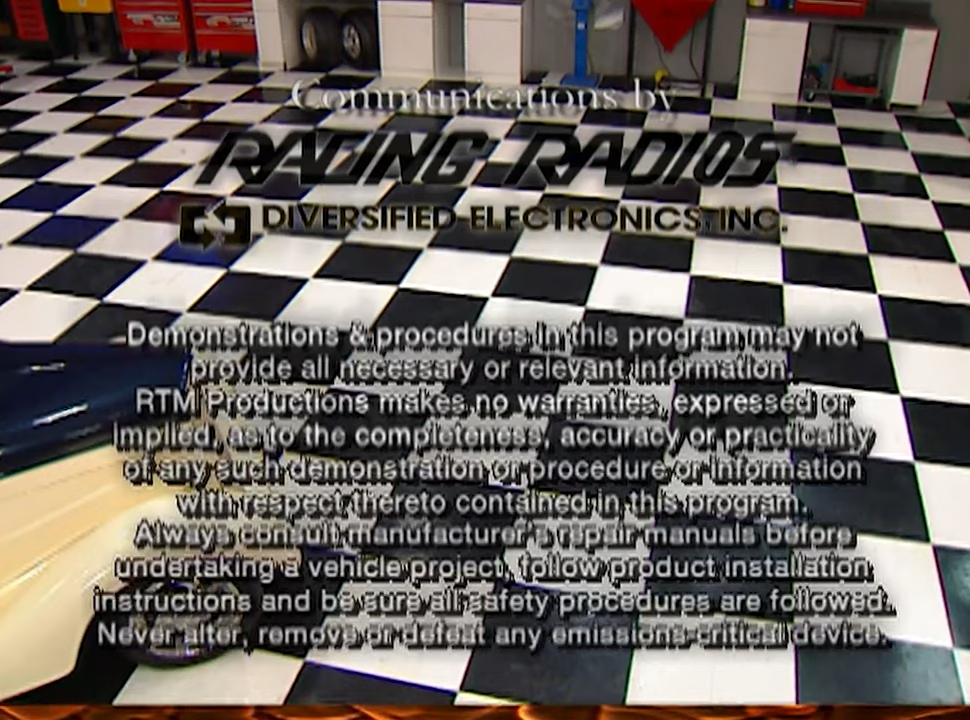 Communications by
RACING RADIOS
DIVERSIFIED ELECTRONICS, INC.
Demonstrations & procedures in this program may not
provide all necessary or relevant information.
RTM Productions makes no warranties, expressed or
implied, as to the completeness, accuracy or practicality
of any such demonstration or procedure or information
with respect thereto contained in this program.
Always consult manufacturer's repair manuals before
undertaking a vehicle project, follow product installation
instructions and be sure all safety procedures are followed.
Never alter, remove or defeat any emissions-critical device.